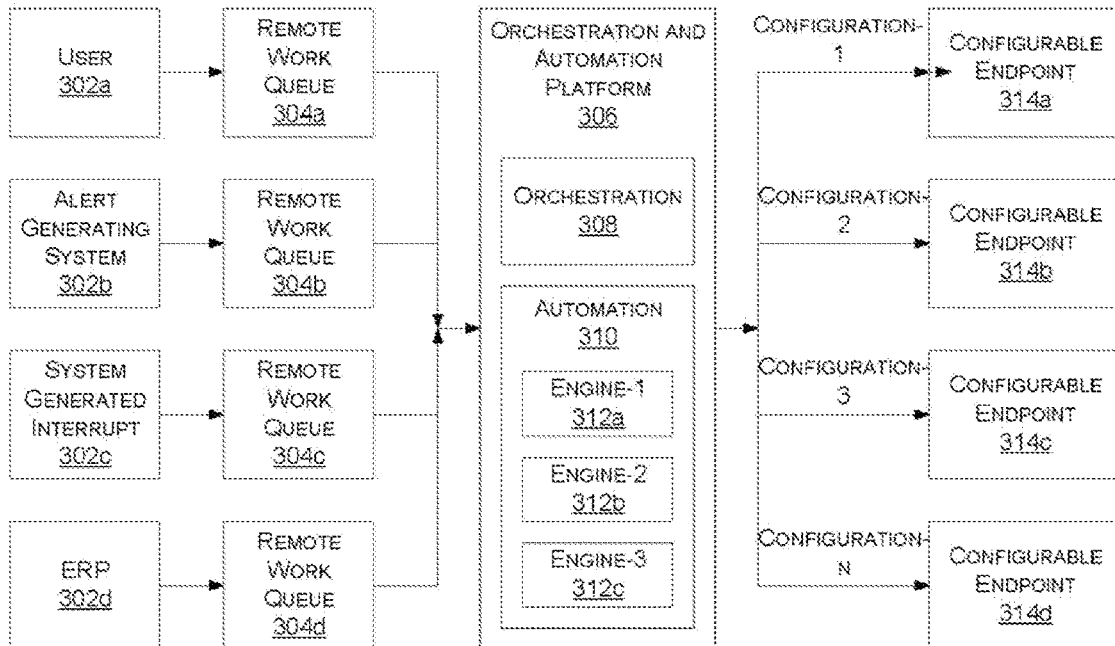 USER
302a
REMOTE
WORK
QUEUE
304a
ALERT
GENERATING
SYSTEM
302b
REMOTE
WORK
QUEUE
304b
SYSTEM
GENERATED
INTERRUPT
302c
REMOTE
WORK
QUEUE
304c
ERP
302d
REMOTE
WORK
QUEUE
304d
ORCHESTRATION AND
AUTOMATION
PLATFORM
306
ORCHESTRATION
308
AUTOMATION
310
ENGINE-1
312a
ENGINE-2
312b
ENGINE-3
312c
CONFIGURATION-
1
CONFIGURABLE
ENDPOINT
314a
CONFIGURATION-
2
CONFIGURABLE
ENDPOINT
314b
CONFIGURATION-
3
CONFIGURABLE
ENDPOINT
314c
CONFIGURATION-
N
CONFIGURABLE
ENDPOINT
314d